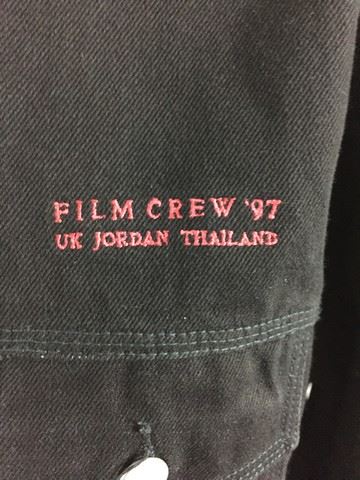 FILM CREW '97
UK JORDAN THAILAND